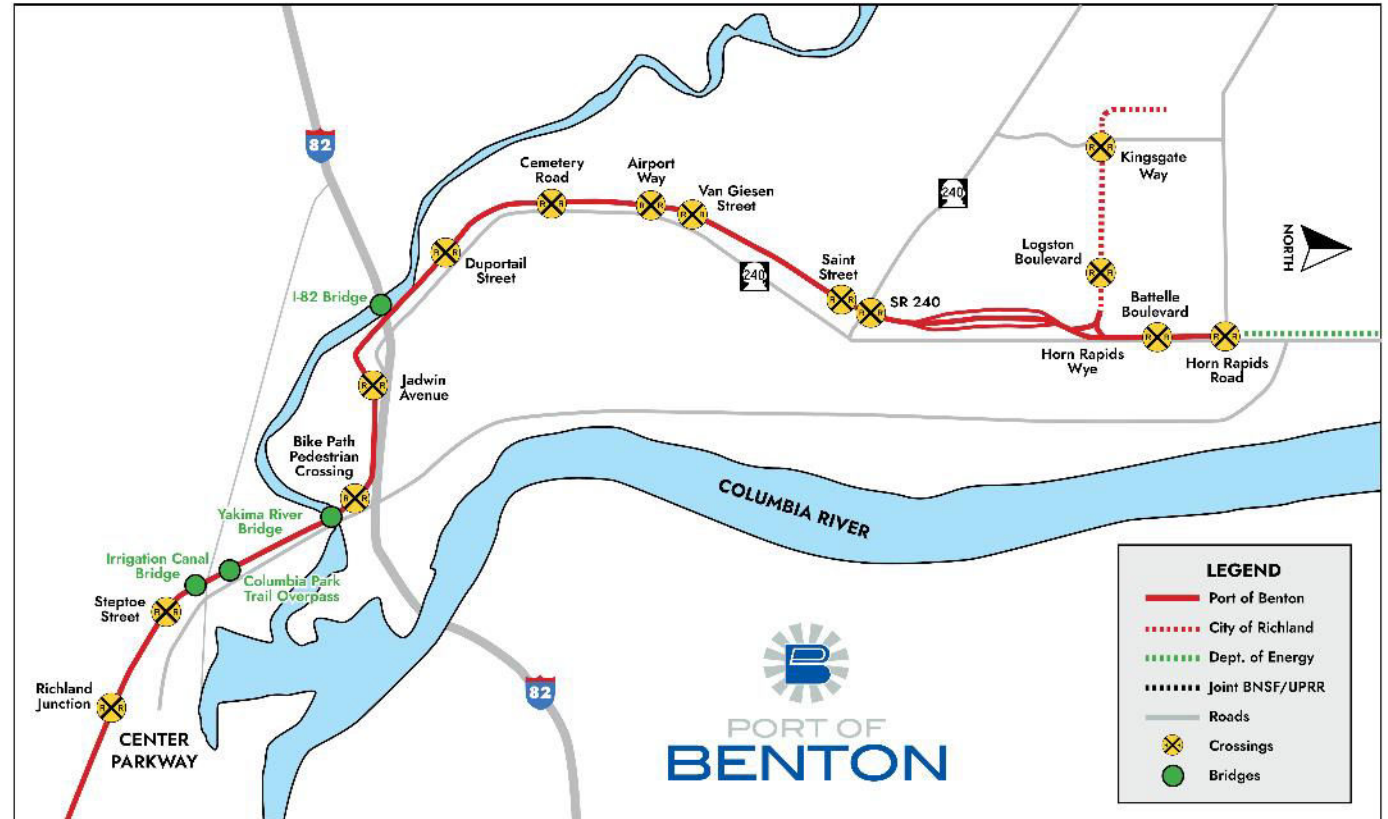 82
Cemetery
Road
Airport
Way
Van Giesen
Street
240
Kingsgate
Way
NORTH
Duportail
Street
240
Saint
Street
SR 240
Logston
Boulevard
Battelle
Boulevard
I-82 Bridge
Horn Rapids
Wye
Horn Rapids
Road
Jadwin
Avenue
Bike Path
Pedestrian
Crossing
COLUMBIA RIVER
Yakima River
Bridge
Irrigation Canal
Bridge
Columbia Park
Trail Overpass
Steptoe
Street
Richland
Junction
CENTER
PARKWAY
82
B
PORT OF
BENTON
LEGEND
Port of Benton
City of Richland
Dept. of Energy
Joint BNSF/UPRR
Roads
R R
Crossings
Bridges